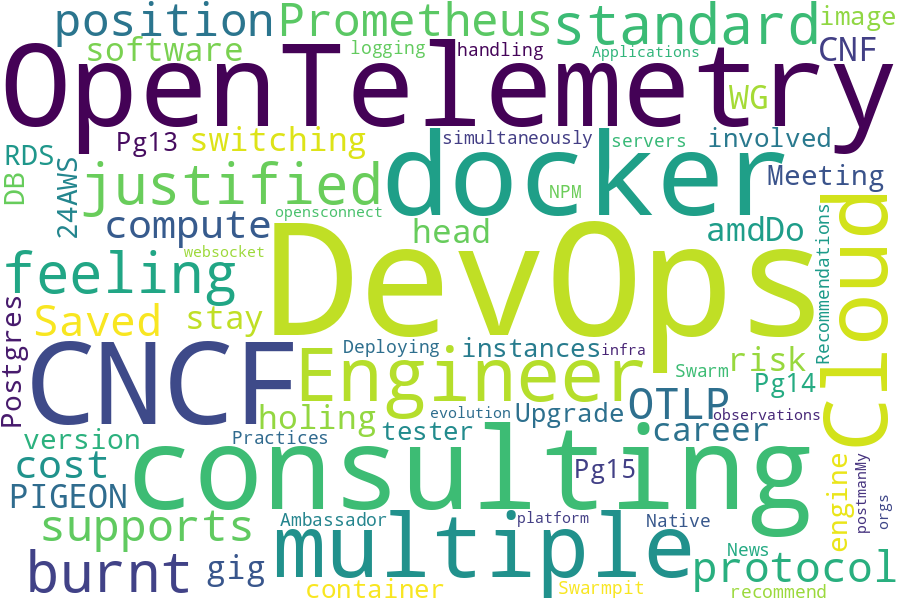 position
Prometheus
standard
image
software
logging
handling
Applications
CNF
OpenTelemetry
WG
Pg13
switching
simultaneously
servers
involved
RDS
24AWS
DB
justified
docker
NPM
Meeting
compute
opensconnect
head
amdDo
Cloud
Recommendations
websocket
feeling
DevOps
Saved
stay
Postgres
CNCF
Deploying
instances
infra
Engineer
Swarm
risk
Pg14
holing
evolution
Upgrade
OTLP
observations
version
Practices
tester
career
cost
consulting
Pg15
engine
postmanMy
PIGEON
orgs
supports
Ambassador
platform
Native
multiple
News
burnt
gig
protocol
container
Swarmpit
recommend